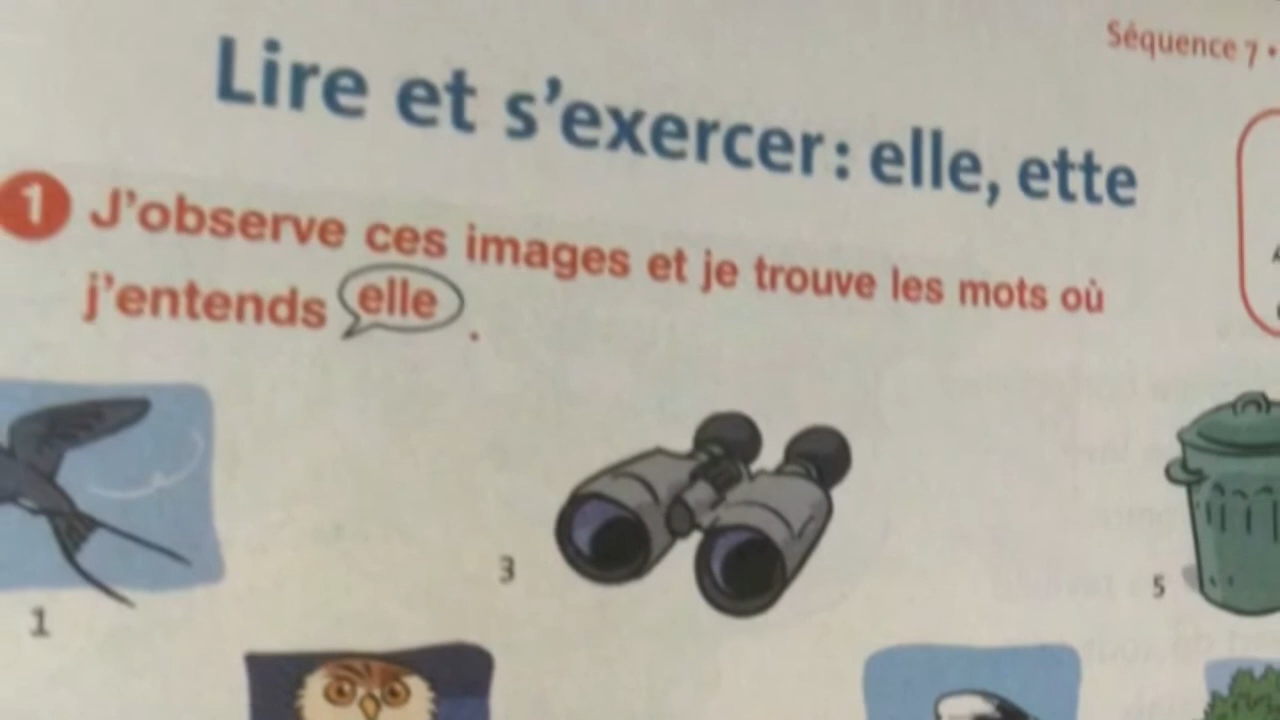 Séquence 7 •
Lire et s'exercer : elle, ette
1 J'observe ces images et je trouve les mots où
j'entends elle .
3
5
1